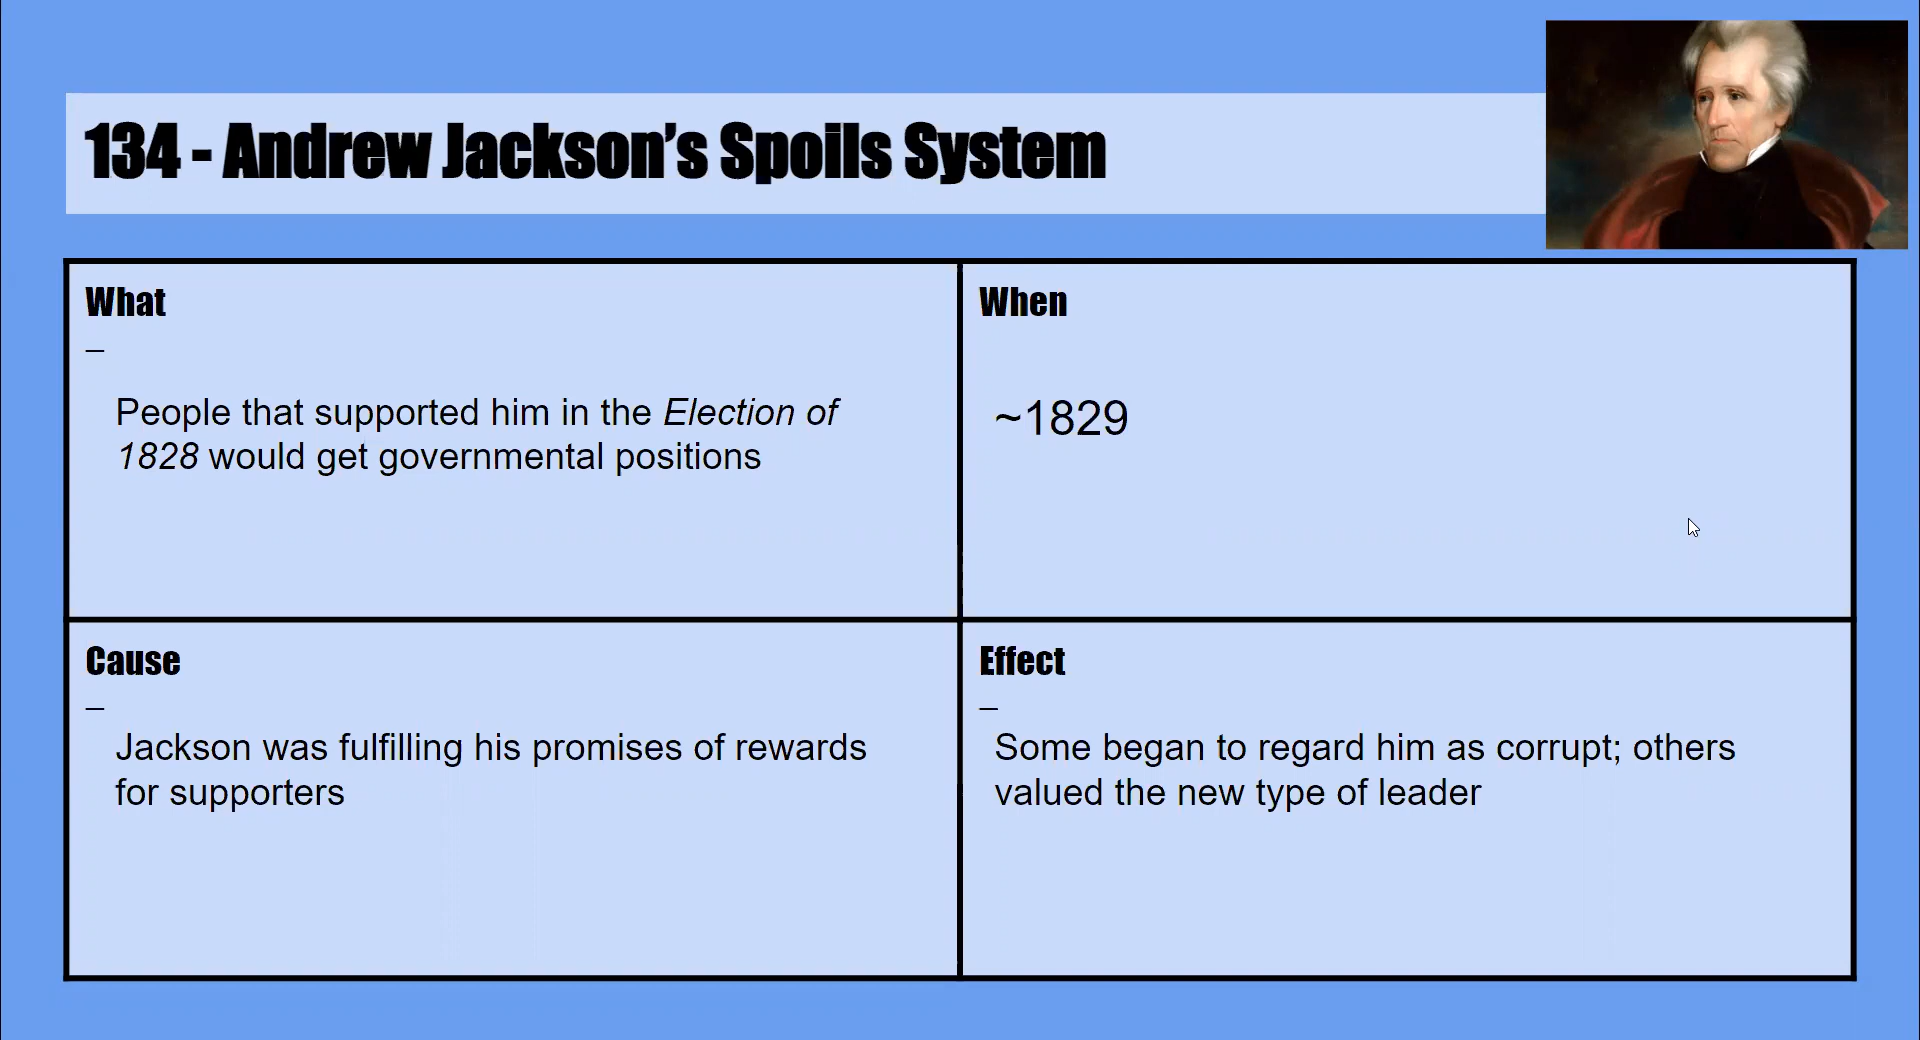 134 - Andrew Jackson’s Spoils System
What
–
People that supported him in the Election of
1828 would get governmental positions
When
~1829
Cause
–
Jackson was fulfilling his promises of rewards
for supporters
Effect
–
Some began to regard him as corrupt; others
valued the new type of leader